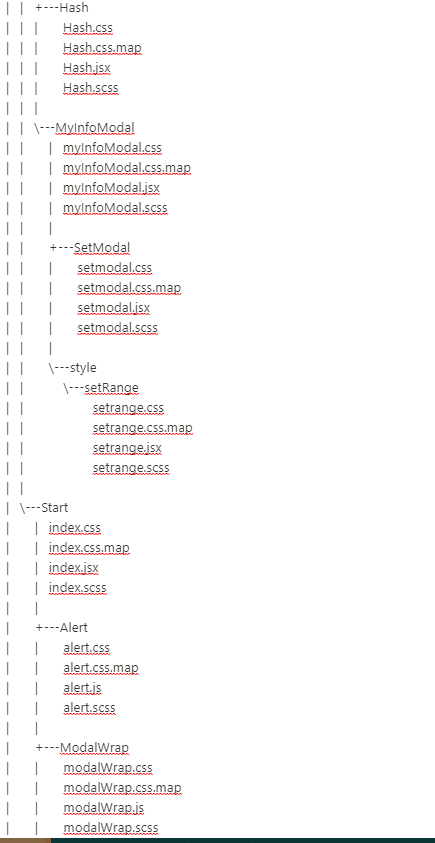 | | +---Hash
| | | Hash.css
| | | Hash.css.map
| | | Hash.jsx
| | | Hash.scss
| | |
| | \---MyInfoModal
| | | myInfoModal.css
| | | myInfoModal.css.map
| | | myInfoModal.jsx
| | | myInfoModal.scss
| | |
| | +---SetModal
| | | setmodal.css
| | | setmodal.css.map
| | | setmodal.jsx
| | | setmodal.scss
| | |
| | \---style
| | \---setRange
| | setrange.css
| | setrange.css.map
| | setrange.jsx
| | setrange.scss
| |
| \---Start
| | index.css
| | index.css.map
| | index.jsx
| | index.scss
| |
| +---Alert
| | alert.css
| | alert.css.map
| | alert.js
| | alert.scss
| |
| +---ModalWrap
| | modalWrap.css
| | modalWrap.css.map
| | modalWrap.js
| | modalWrap.scss